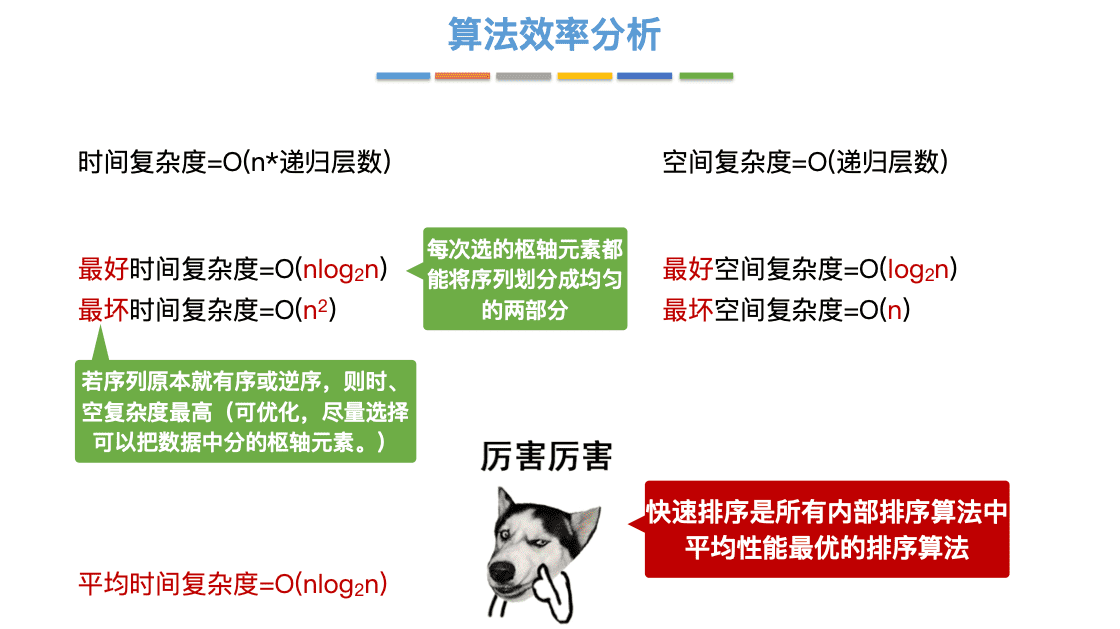 算法效率分析
时间复杂度=O(n*递归层数)
空间复杂度=O(递归层数)
最好时间复杂度=O(nlog₂n)
最坏时间复杂度=O(n²)
每次选的枢轴元素都
能将序列划分成均匀
的两部分
最好空间复杂度=O(log₂n)
最坏空间复杂度=O(n)
若序列原本就有序或逆序，则时、
空复杂度最高（可优化，尽量选择
可以把数据中分的枢轴元素。）
厉害厉害
快速排序是所有内部排序算法中
平均性能最优的排序算法
平均时间复杂度=O(nlog₂n)